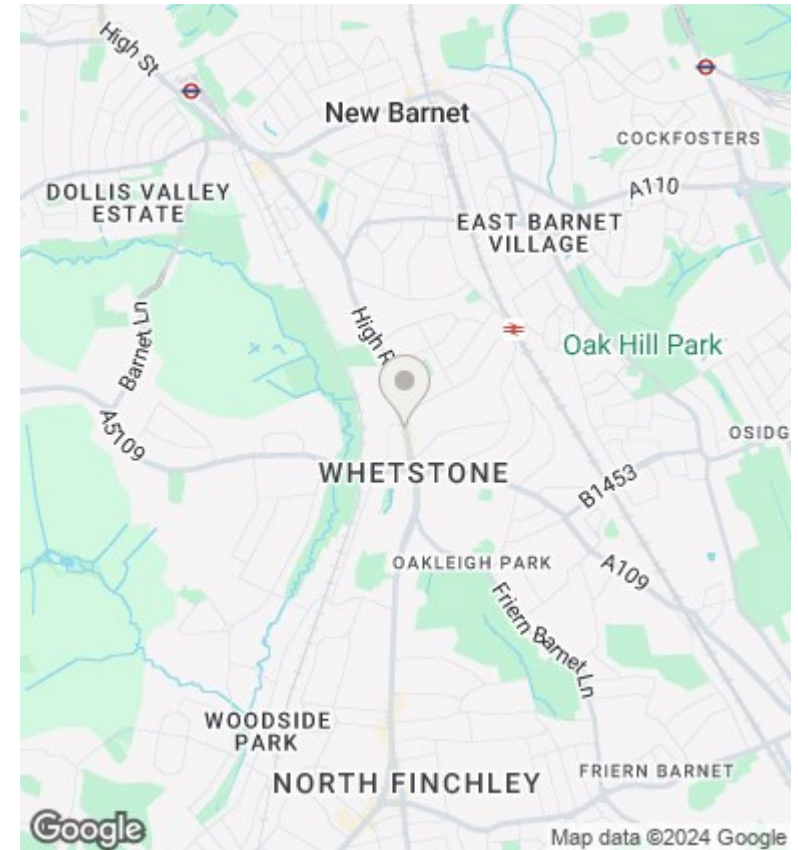 High St
New Barnet
COCKFOSTERS
DOLLIS VALLEY
ESTATE
A110
EAST BARNET
VILLAGE
Barnet Ln
High R
Oak Hill Park
A5109
OSIDG
WHETSTONE
B1453
OAKLEIGH PARK
A109
Friern Barnet Ln
WOODSIDE
PARK
NORTH FINCHLEY
FRIERN BARNET
Google
Map data ©2024 Google